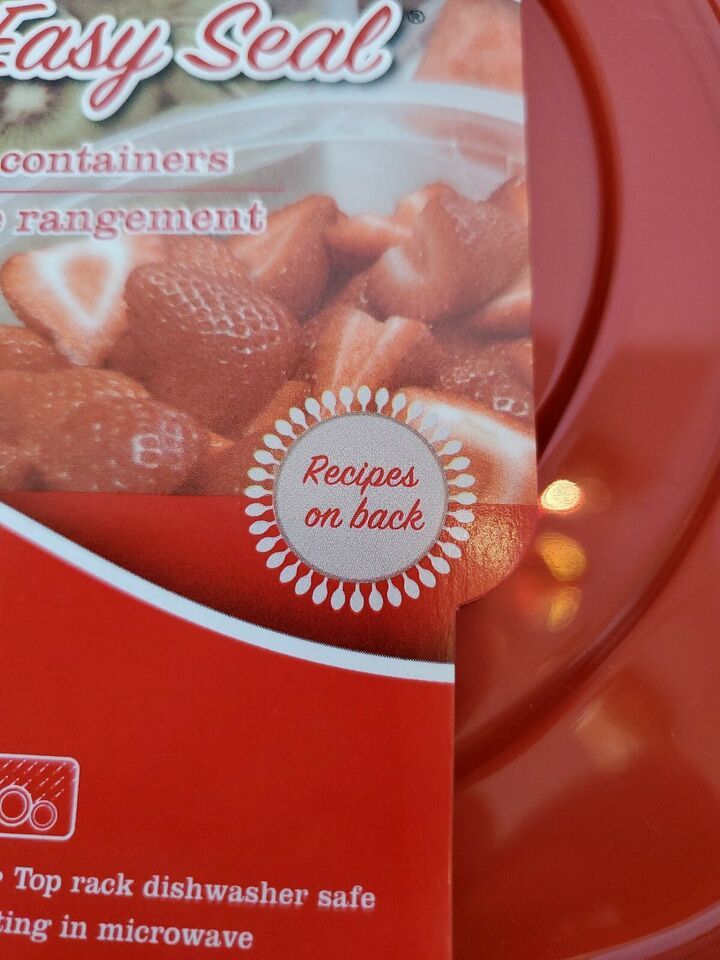 Easy Seal®
containers
rangement
Recipes
on back
• Top rack dishwasher safe
ting in microwave